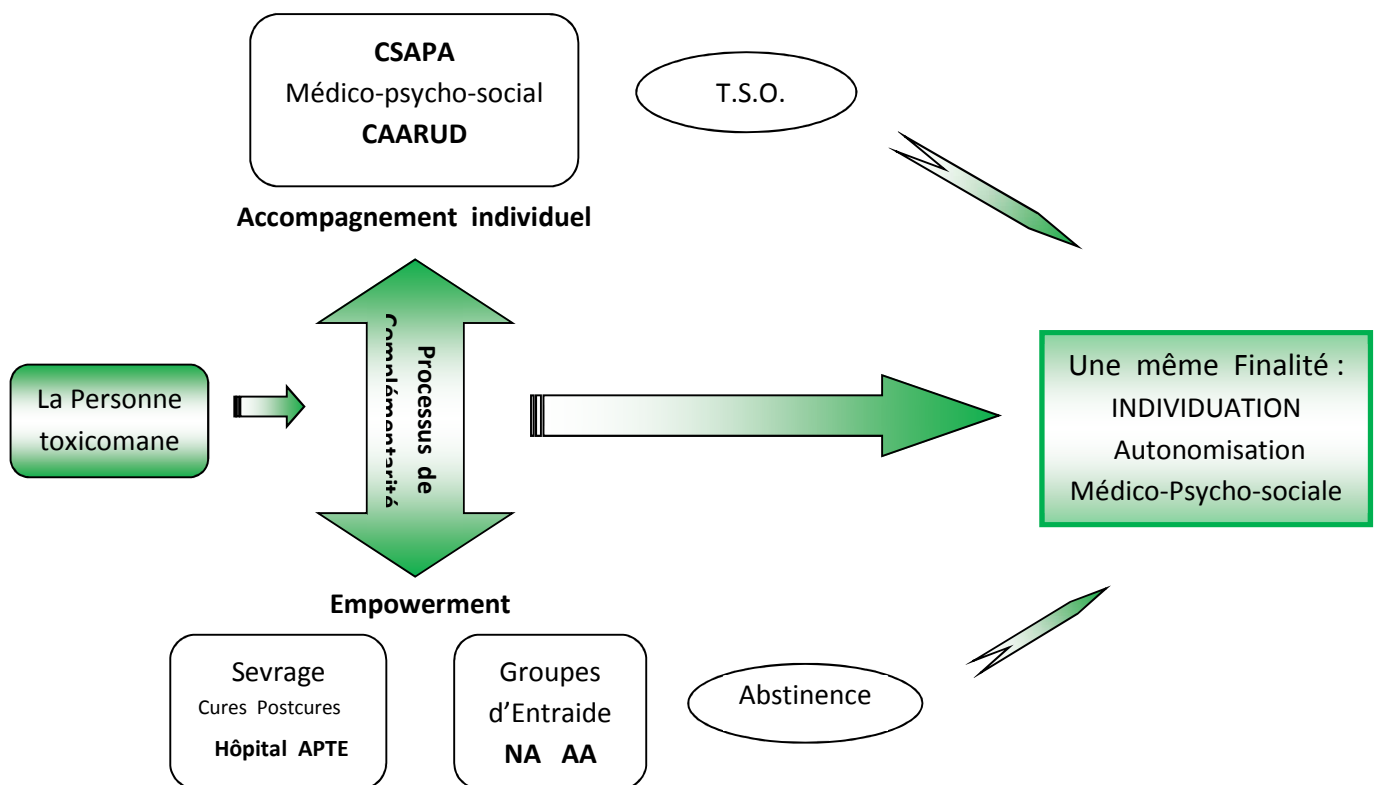 CSAPA
Médico-psycho-social
CAARUD
T.S.O.
Accompagnement individuel
La Personne
toxicomane
Processus de
Complémentarité
Une même Finalité :
INDIVIDUATION
Autonomisation
Médico-Psycho-sociale
Empowerment
Sevrage
Cures Postcures
Hôpital APTE
Groupes
d’Entraide
NA AA
Abstinence